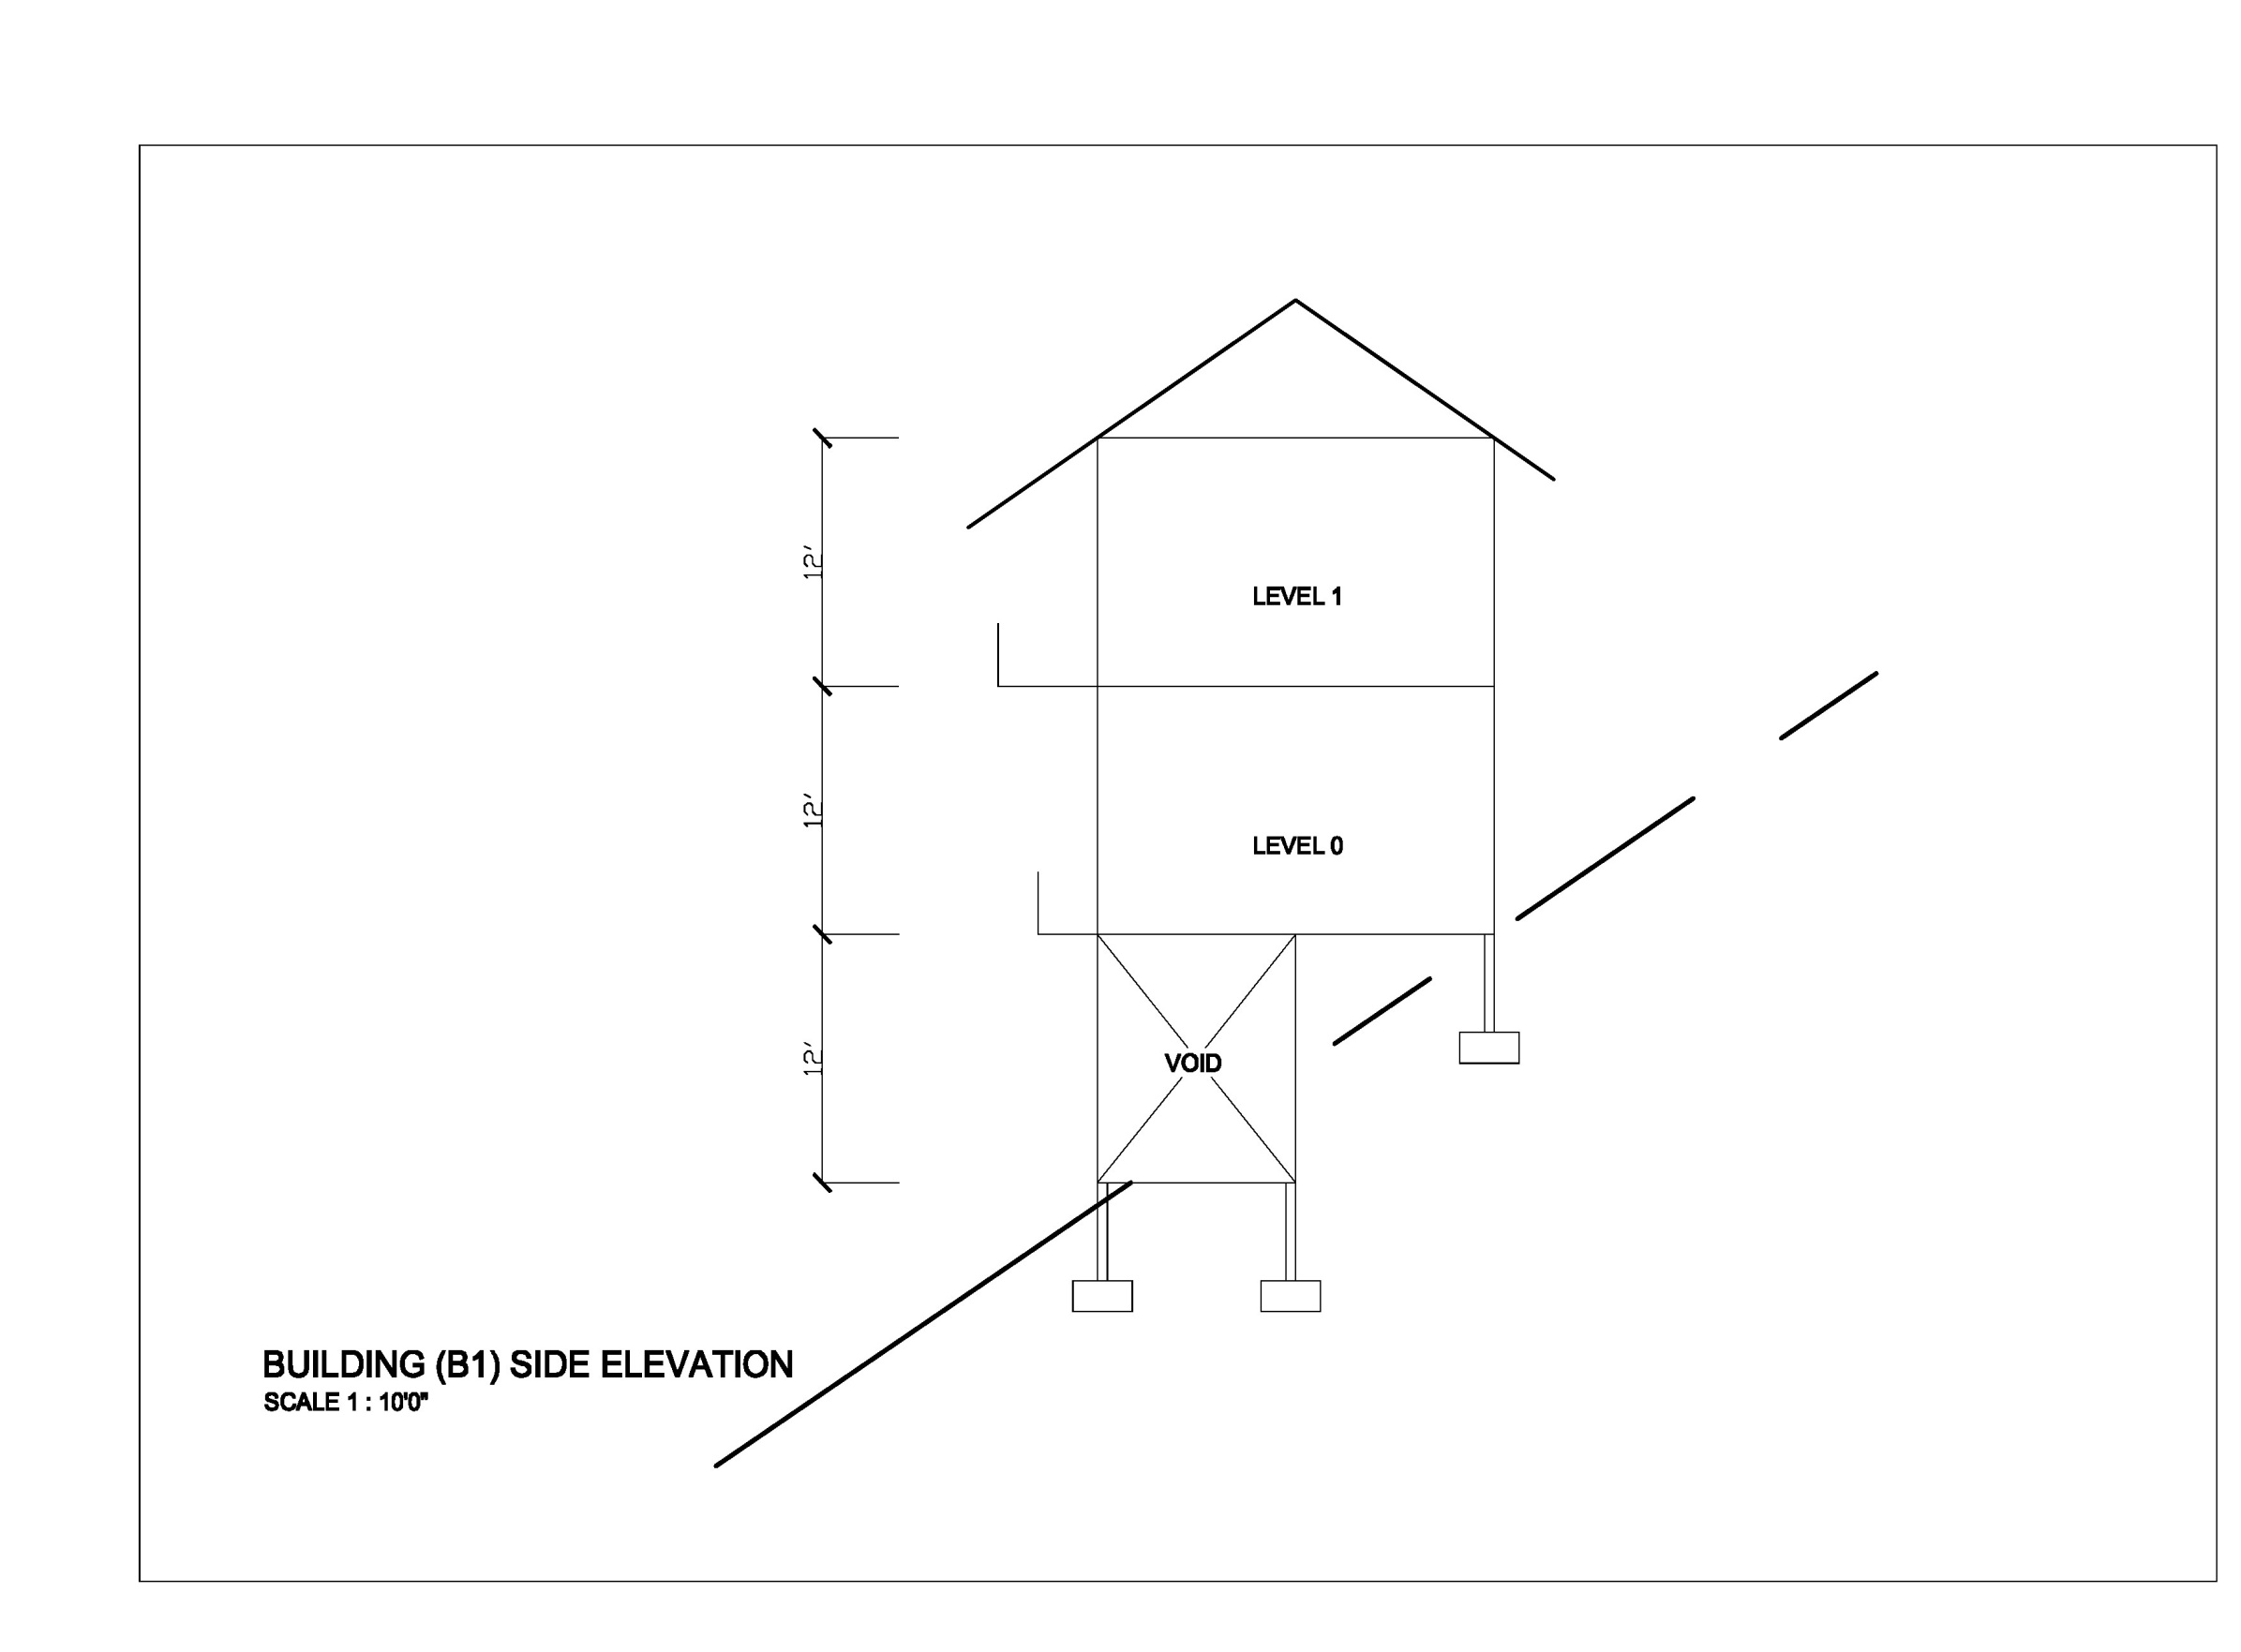 12'
LEVEL 1
12'
LEVEL 0
12'
VOID
BUILDING (B1) SIDE ELEVATION
SCALE 1 : 10'0"